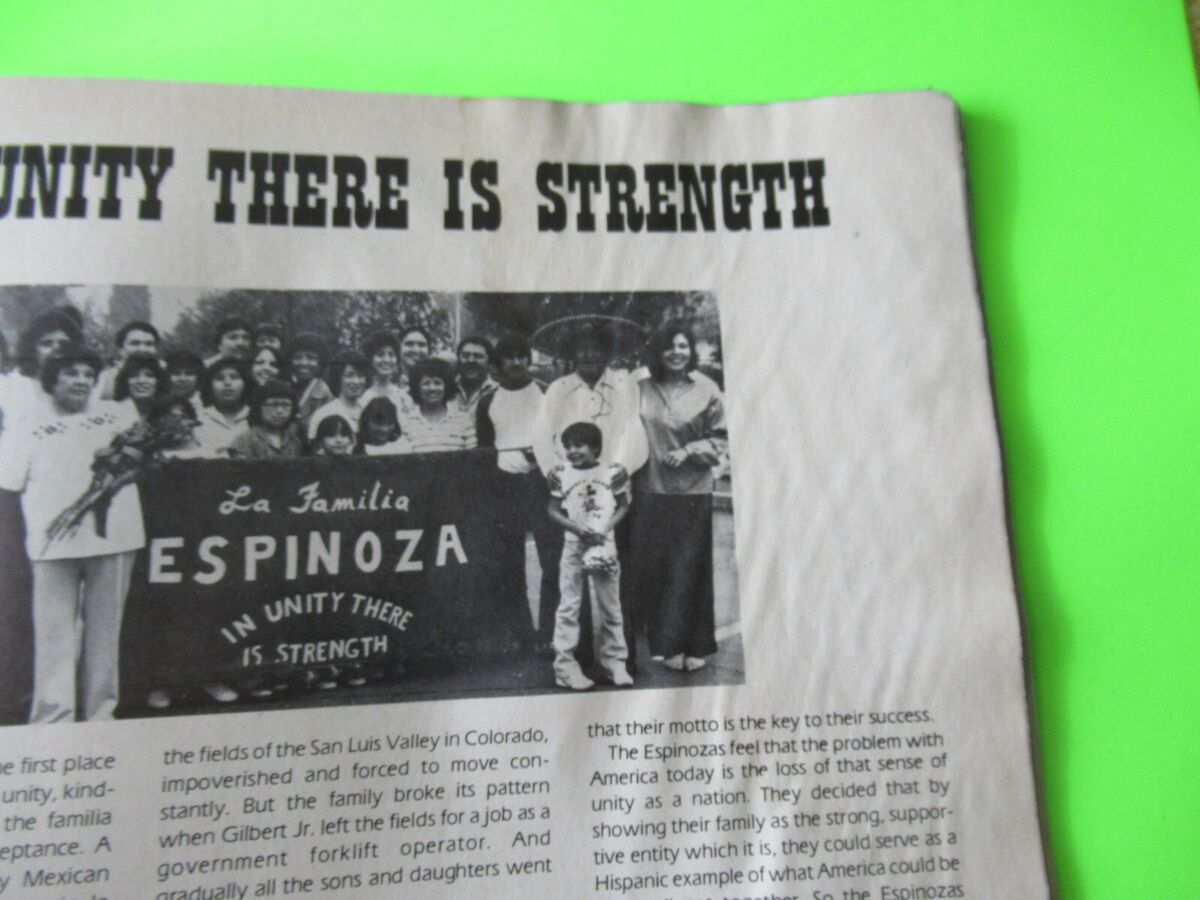 UNITY THERE IS STRENGTH
La Familia
ESPINOZA
IN UNITY THERE
IS STRENGTH
first place
unity, kind-
the familia
A
Mexican
the fields of the San Luis Valley in Colorado,
impoverished and forced to move con-
stantly. But the family broke its pattern
when Gilbert Jr. left the fields for a job as a
government forklift operator. And
gradually all the sons and daughters went
that their motto is the key to their success.
The Espinozas feel that the problem with
America today is the loss of that sense of
unity as a nation. They decided that by
showing their family as the strong, suppor-
tive entity which it is, they could serve as a
Hispanic example of what America could be
together. So the Espinozas